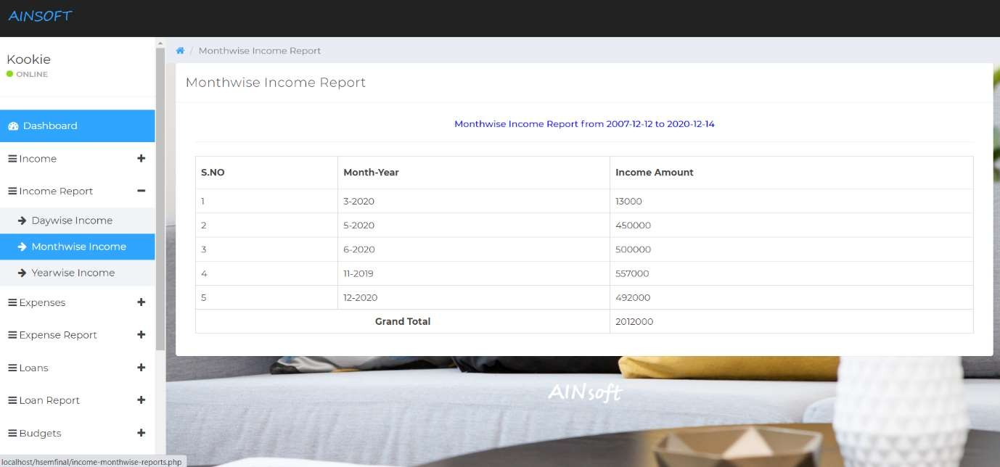 AINSOFT
Kookie
ONLINE
Dashboard
Income
Income Report
Daywise Income
Monthwise Income
Yearwise Income
Expenses
Expense Report
Loans
Loan Report
Budgets
localhost/hsemfinal/income-monthwise-reports.php
/ Monthwise Income Report
Monthwise Income Report
Monthwise Income Report from 2007-12-12 to 2020-12-14
S.NO Month-Year Income Amount
1 3-2020 13000
2 5-2020 450000
3 6-2020 500000
4 11-2019 557000
5 12-2020 492000
Grand Total 2012000
AINsoft